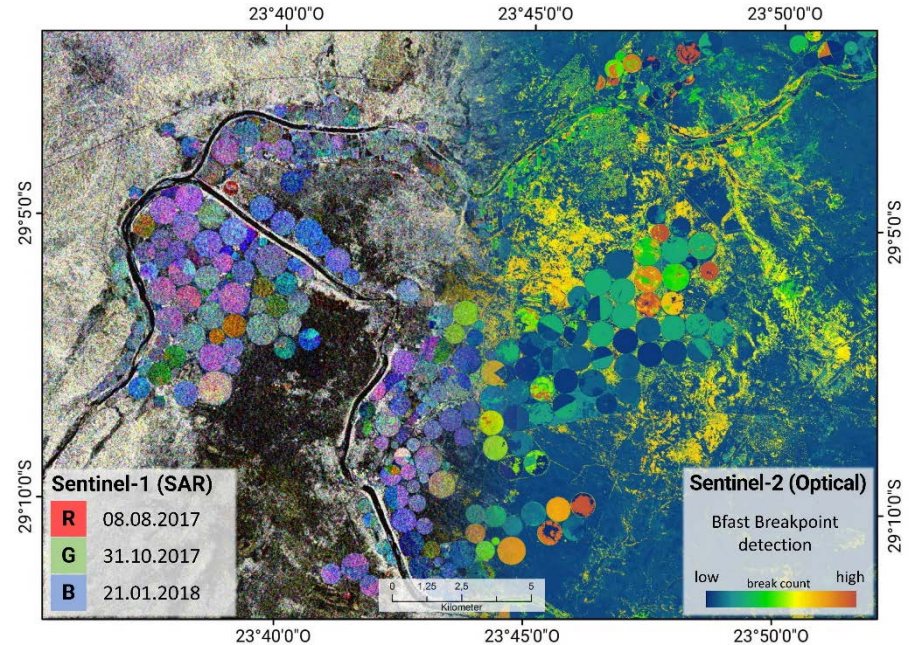 23°40'0"O 23°45'0"O 23°50'0"O
29°5'0"S 29°5'0"S
29°10'0"S 29°10'0"S
Sentinel-1 (SAR)
R 08.08.2017
G 31.10.2017
B 21.01.2018
0 1,25 2,5 5
Kilometer
Sentinel-2 (Optical)
Bfast Breakpoint
detection
low break count high
23°40'0"O 23°45'0"O 23°50'0"O